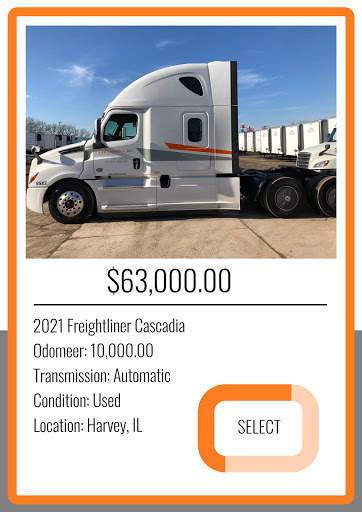 $63,000.00
2021 Freightliner Cascadia
Odomeer: 10,000.00
Transmission: Automatic
Condition: Used
Location: Harvey, IL
SELECT